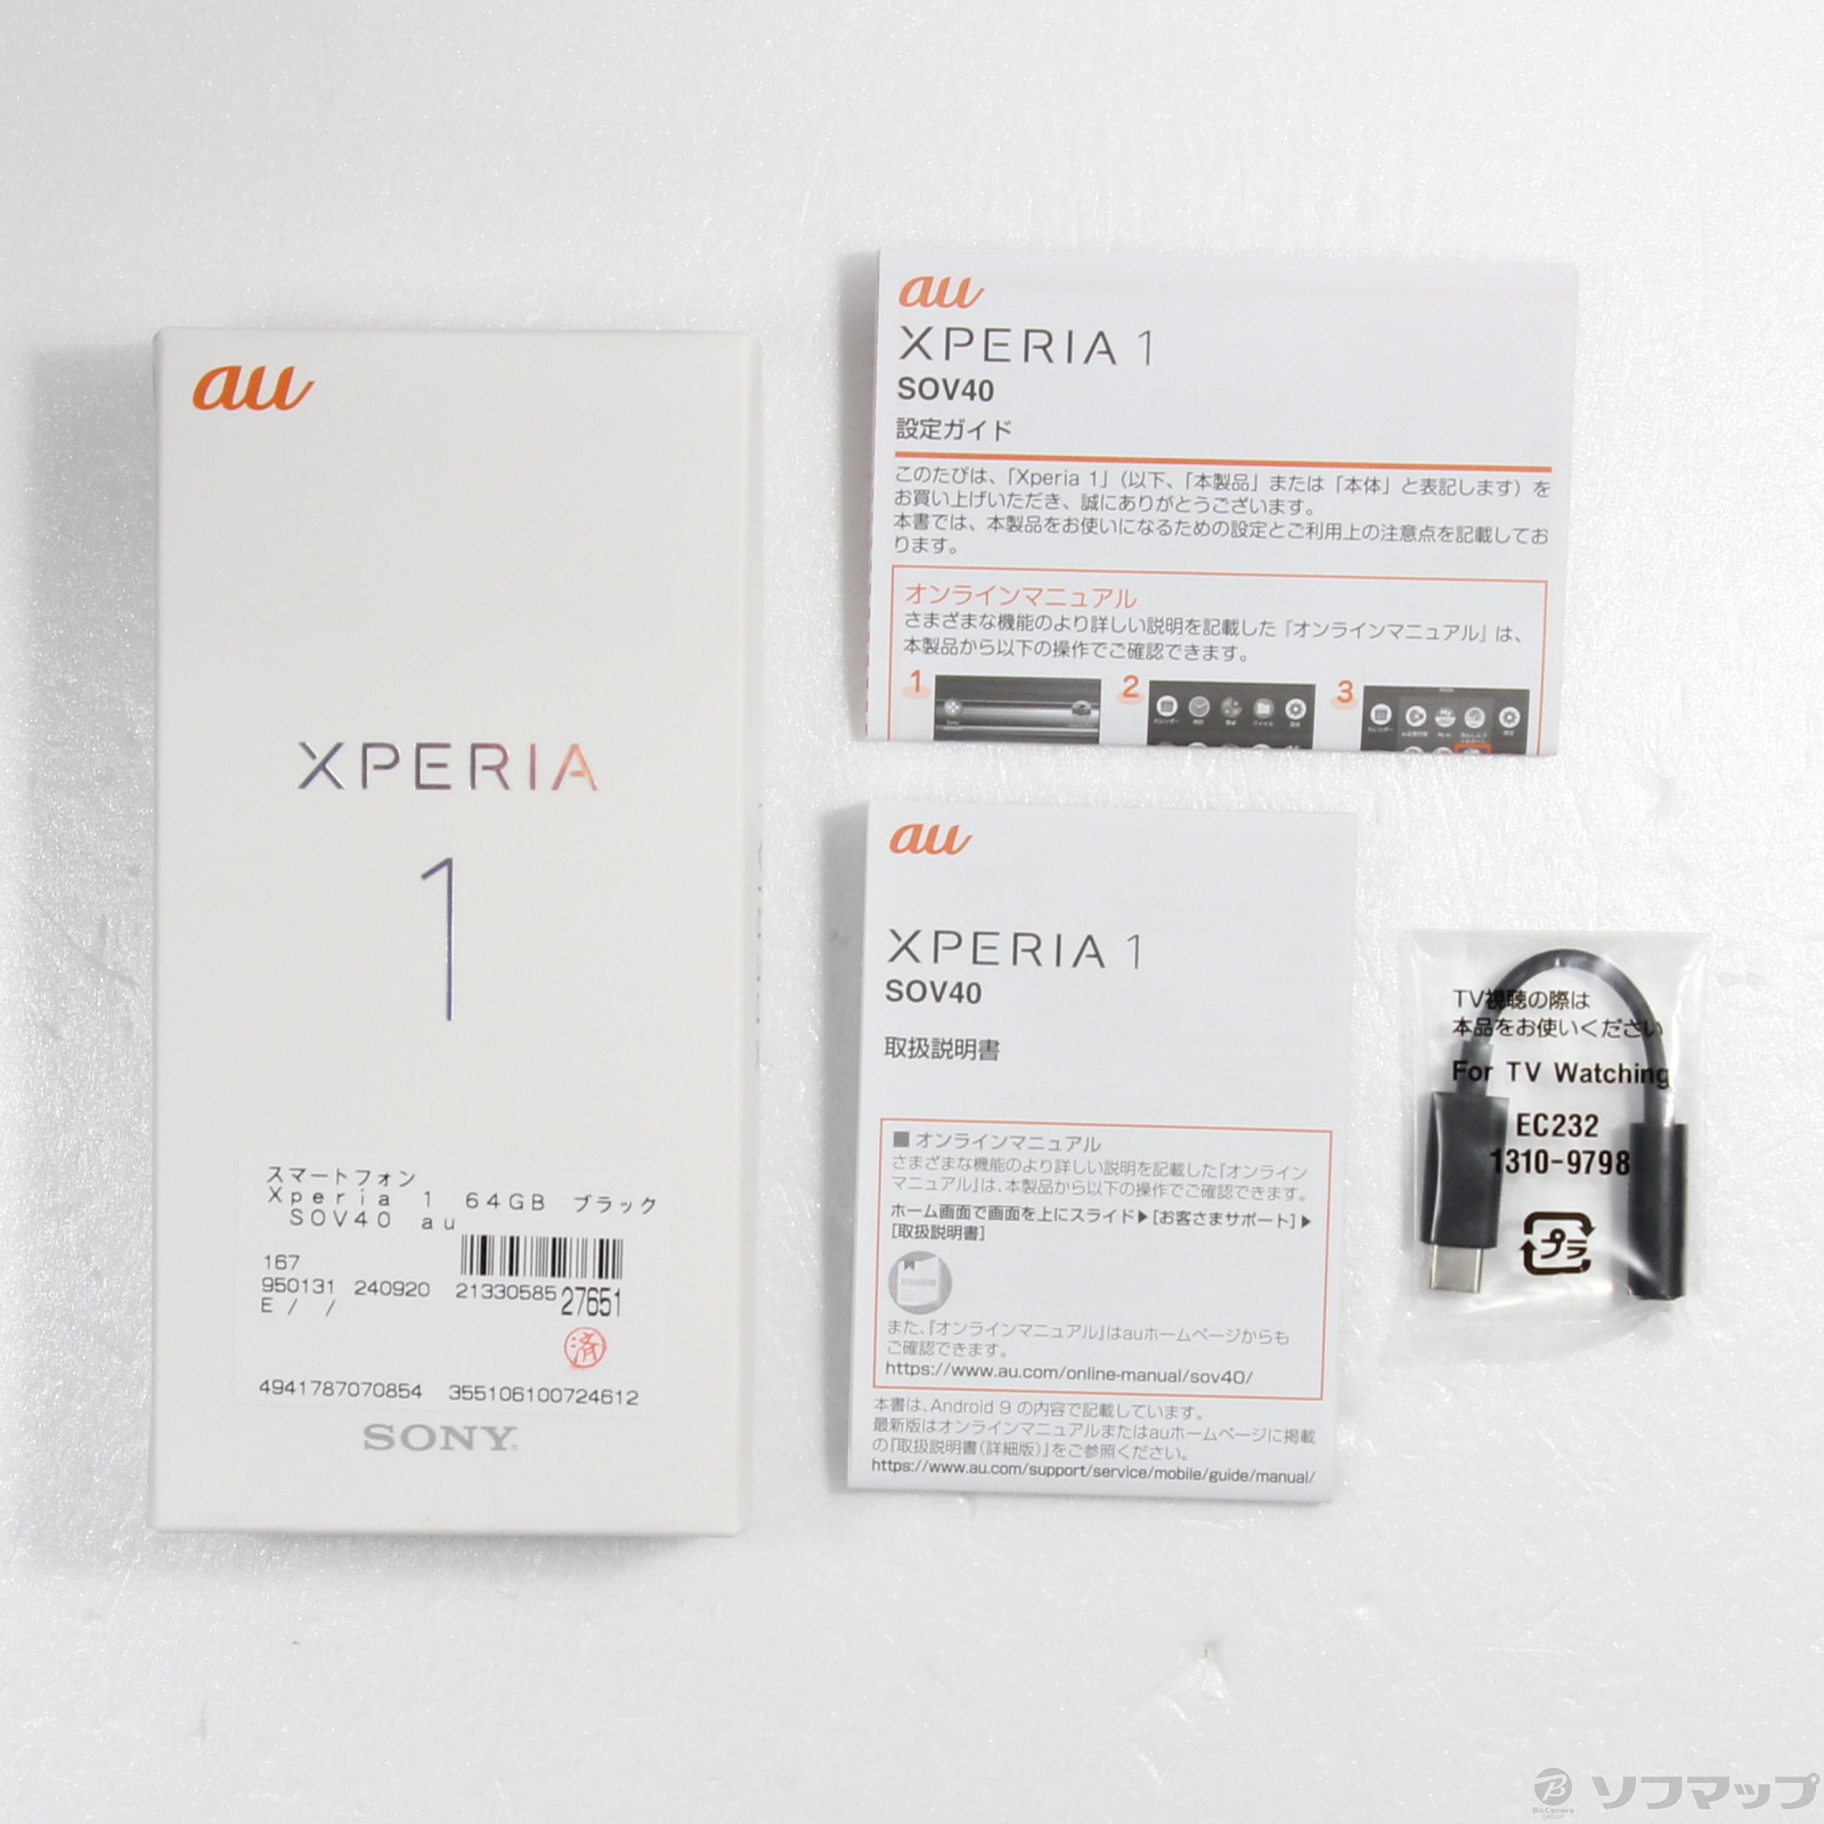 au
XPERIA
1
スマートフォン
Xperia 1 64GB ブラック
SOV40 au
167
950131 240920 21330585 27651
E / /
済
4941787070854 355106100724612
SONY
au
XPERIA 1
SOV40
設定ガイド
このたびは、「Xperia 1」（以下、「本製品」または「本体」と表記します）を
お買い上げいただき、誠にありがとうございます。
本書では、本製品をお使いになるための設定とご利用上の注意点を記載してお
ります。
オンラインマニュアル
さまざまな機能のより詳しい説明を記載した『オンラインマニュアル』は、
本製品から以下の操作でご確認できます。
1 2 3
au
XPERIA 1
SOV40
取扱説明書
■ オンラインマニュアル
さまざまな機能のより詳しい説明を記載した『オンライン
マニュアル』は、本製品から以下の操作でご確認できます。
ホーム画面で画面を上にスライド▶[お客さまサポート]▶
[取扱説明書]
また、『オンラインマニュアル』はauホームページからも
ご確認できます。
https://www.au.com/online-manual/sov40/
本書は、Android 9 の内容で記載しています。
最新版はオンラインマニュアルまたはauホームページに掲載
の『取扱説明書(詳細版)』をご参照ください。
https://www.au.com/support/service/mobile/guide/manual/
TV視聴の際は
本品をお使いください
For TV Watching
EC232
1310-9798
プラ
BicCamera
GROUP
ソフマップ